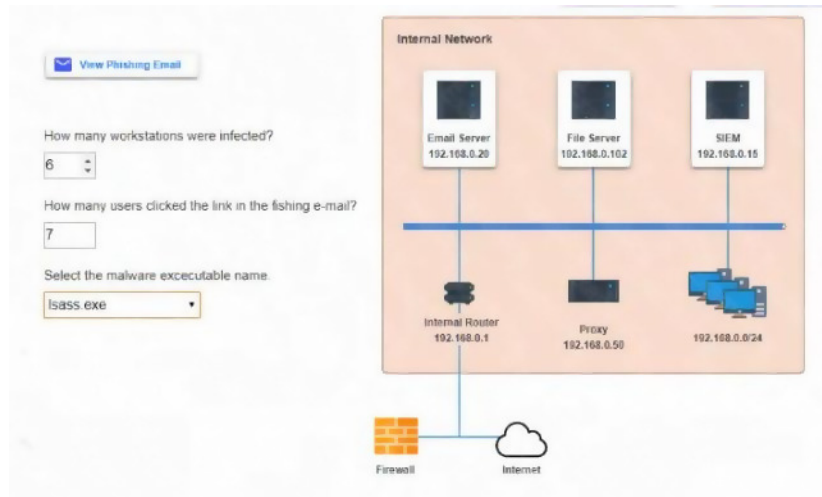 View Phishing Email
How many workstations were infected?
6
How many users clicked the link in the fishing e-mail?
7
Select the malware excecutable name.
lsass.exe
Internal Network
Email Server
192.168.0.20
File Server
192.168.0.102
SIEM
192.168.0.15
Internal Router
192.168.0.1
Proxy
192.168.0.50
192.168.0.0/24
Firewall
Internet